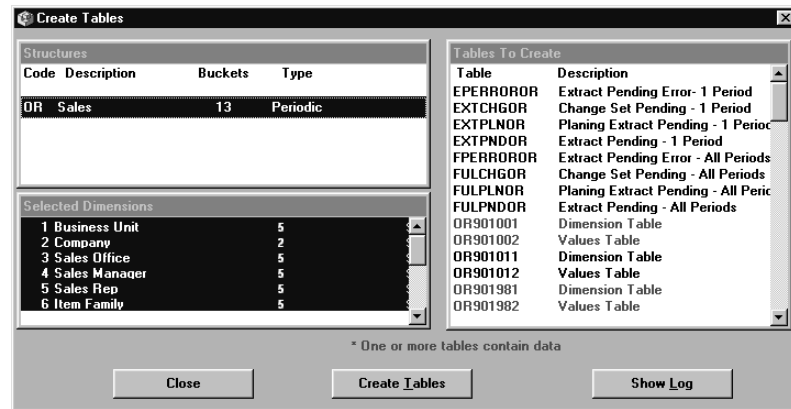 Create Tables
Structures
Code Description Buckets Type
OR Sales 13 Periodic
Selected Dimensions
1 Business Unit 5
2 Company 2
3 Sales Office 5
4 Sales Manager 5
5 Sales Rep 5
6 Item Family 5
Tables To Create
Table Description
EPERROROR Extract Pending Error- 1 Period
EXTCHGOR Change Set Pending - 1 Period
EXTPLNOR Planing Extract Pending - 1 Perioc
EXTPNDOR Extract Pending - 1 Period
FPERROROR Extract Pending Error - All Periods
FULCHGOR Change Set Pending - All Periods
FULPLNOR Planing Extract Pending - All Peric
FULPNDOR Extract Pending - All Periods
OR901001 Dimension Table
OR901002 Values Table
OR901011 Dimension Table
OR901012 Values Table
OR901981 Dimension Table
OR901982 Values Table
* One or more tables contain data
Close Create Tables Show Log